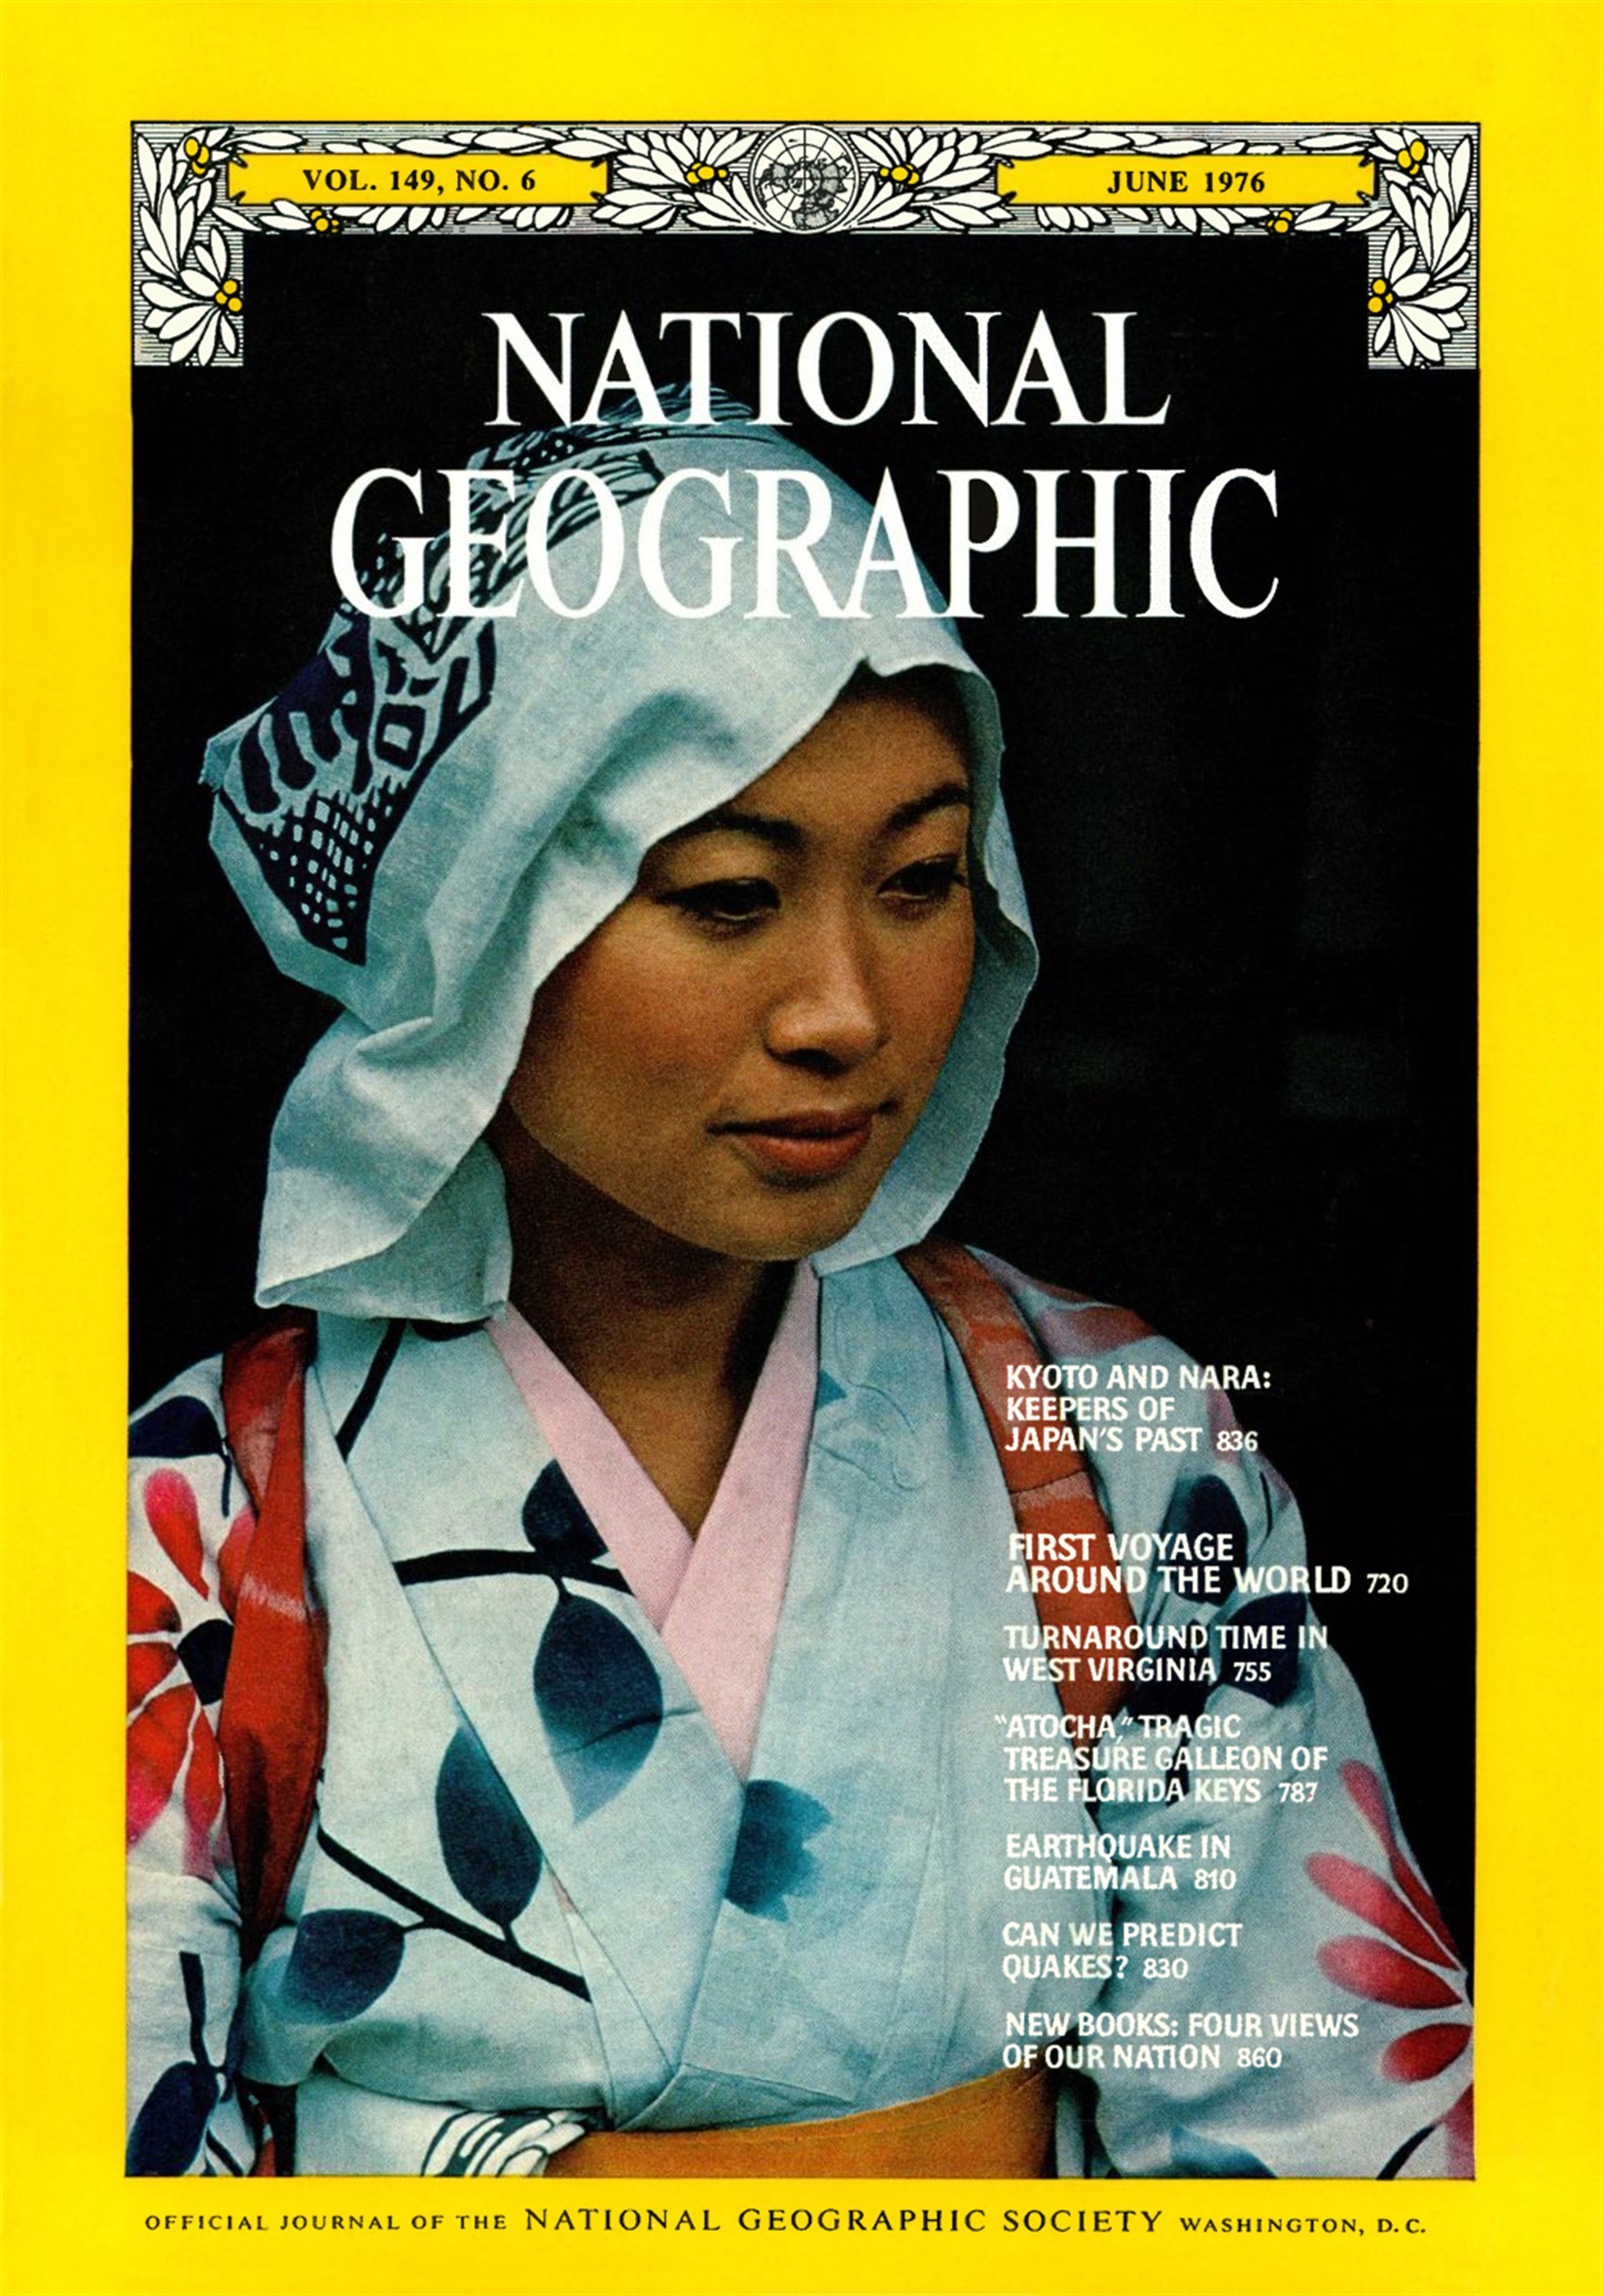 VOL. 149, NO. 6
JUNE 1976
NATIONAL
GEOGRAPHIC
KYOTO AND NARA:
KEEPERS OF
JAPAN'S PAST 836
FIRST VOYAGE
AROUND THE WORLD 720
TURNAROUND TIME IN
WEST VIRGINIA 755
"ATOCHA," TRAGIC
TREASURE GALLEON OF
THE FLORIDA KEYS 787
EARTHQUAKE IN
GUATEMALA 810
CAN WE PREDICT
QUAKES? 830
NEW BOOKS: FOUR VIEWS
OF OUR NATION 860
OFFICIAL JOURNAL OF THE NATIONAL GEOGRAPHIC SOCIETY WASHINGTON, D.C.